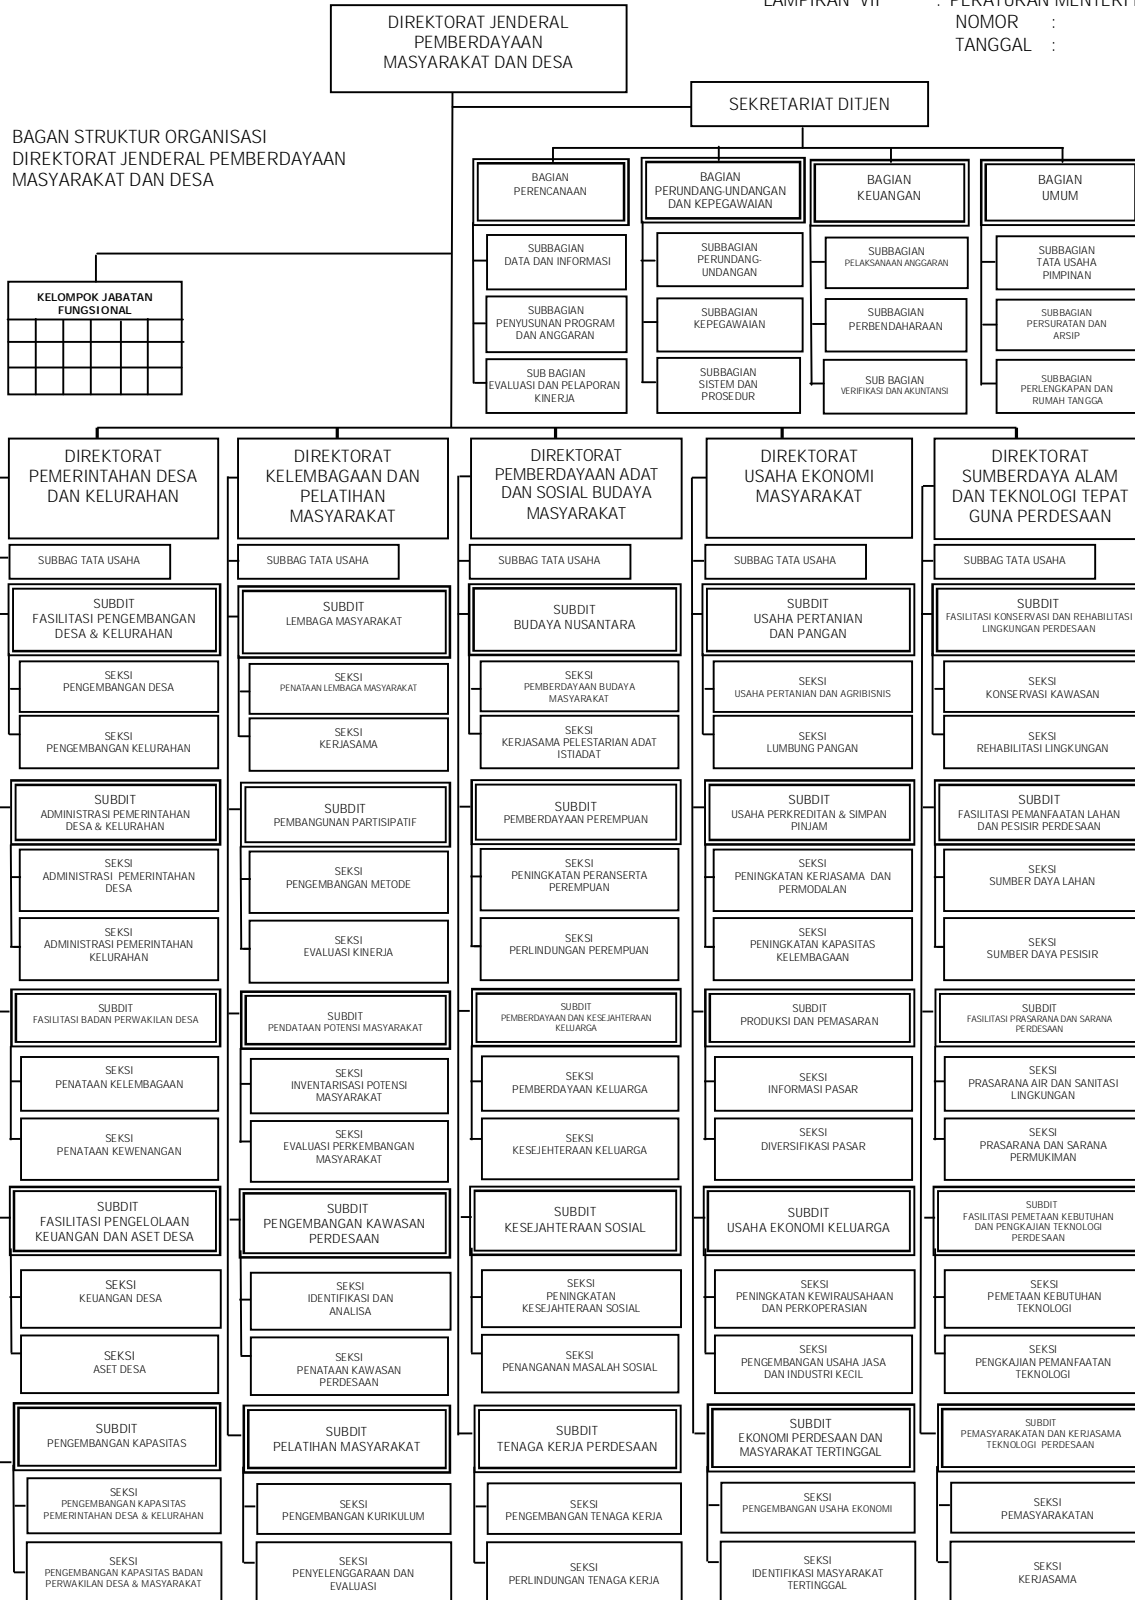 LAMPIRAN VII : PERATURAN MENTERI
NOMOR :
TANGGAL :
DIREKTORAT JENDERAL
PEMBERDAYAAN
MASYARAKAT DAN DESA
SEKRETARIAT DITJEN
BAGAN STRUKTUR ORGANISASI
DIREKTORAT JENDERAL PEMBERDAYAAN
MASYARAKAT DAN DESA
BAGIAN
PERENCANAAN
SUBBAGIAN
DATA DAN INFORMASI
SUBBAGIAN
PENYUSUNAN PROGRAM
DAN ANGGARAN
SUB BAGIAN
EVALUASI DAN PELAPORAN
KINERJA
BAGIAN
PERUNDANG-UNDANGAN
DAN KEPEGAWAIAN
SUBBAGIAN
PERUNDANG-
UNDANGAN
SUBBAGIAN
KEPEGAWAIAN
SUBBAGIAN
SISTEM DAN
PROSEDUR
BAGIAN
KEUANGAN
SUBBAGIAN
PELAKSANAAN ANGGARAN
SUBBAGIAN
PERBENDAHARAAN
SUB BAGIAN
VERIFIKASI DAN AKUNTANSI
BAGIAN
UMUM
SUBBAGIAN
TATA USAHA
PIMPINAN
SUBBAGIAN
PERSURATAN DAN
ARSIP
SUBBAGIAN
PERLENGKAPAN DAN
RUMAH TANGGA
KELOMPOK JABATAN
FUNGSIONAL
DIREKTORAT
PEMERINTAHAN DESA
DAN KELURAHAN
SUBBAG TATA USAHA
SUBDIT
FASILITASI PENGEMBANGAN
DESA & KELURAHAN
SEKSI
PENGEMBANGAN DESA
SEKSI
PENGEMBANGAN KELURAHAN
SUBDIT
ADMINISTRASI PEMERINTAHAN
DESA & KELURAHAN
SEKSI
ADMINISTRASI PEMERINTAHAN
DESA
SEKSI
ADMINISTRASI PEMERINTAHAN
KELURAHAN
SUBDIT
FASILITASI BADAN PERWAKILAN DESA
SEKSI
PENATAAN KELEMBAGAAN
SEKSI
PENATAAN KEWENANGAN
SUBDIT
FASILITASI PENGELOLAAN
KEUANGAN DAN ASET DESA
SEKSI
KEUANGAN DESA
SEKSI
ASET DESA
SUBDIT
PENGEMBANGAN KAPASITAS
SEKSI
PENGEMBANGAN KAPASITAS
PEMERINTAHAN DESA & KELURAHAN
SEKSI
PENGEMBANGAN KAPASITAS BADAN
PERWAKILAN DESA & MASYARAKAT
DIREKTORAT
KELEMBAGAAN DAN
PELATIHAN
MASYARAKAT
SUBBAG TATA USAHA
SUBDIT
LEMBAGA MASYARAKAT
SEKSI
PENATAAN LEMBAGA MASYARAKAT
SEKSI
KERJASAMA
SUBDIT
PEMBANGUNAN PARTISIPATIF
SEKSI
PENGEMBANGAN METODE
SEKSI
EVALUASI KINERJA
SUBDIT
PENDATAAN POTENSI MASYARAKAT
SEKSI
INVENTARISASI POTENSI
MASYARAKAT
SEKSI
EVALUASI PERKEMBANGAN
MASYARAKAT
SUBDIT
PENGEMBANGAN KAWASAN
PERDESAAN
SEKSI
IDENTIFIKASI DAN
ANALISA
SEKSI
PENATAAN KAWASAN
PERDESAAN
SUBDIT
PELATIHAN MASYARAKAT
SEKSI
PENGEMBANGAN KURIKULUM
SEKSI
PENYELENGGARAAN DAN
EVALUASI
DIREKTORAT
PEMBERDAYAAN ADAT
DAN SOSIAL BUDAYA
MASYARAKAT
SUBBAG TATA USAHA
SUBDIT
BUDAYA NUSANTARA
SEKSI
PEMBERDAYAAN BUDAYA
MASYARAKAT
SEKSI
KERJASAMA PELESTARIAN ADAT
ISTIADAT
SUBDIT
PEMBERDAYAAN PEREMPUAN
SEKSI
PENINGKATAN PERANSERTA
PEREMPUAN
SEKSI
PERLINDUNGAN PEREMPUAN
SUBDIT
PEMBERDAYAAN DAN KESEJAHTERAAN
KELUARGA
SEKSI
PEMBERDAYAAN KELUARGA
SEKSI
KESEJEHTERAAN KELUARGA
SUBDIT
KESEJAHTERAAN SOSIAL
SEKSI
PENINGKATAN
KESEJAHTERAAN SOSIAL
SEKSI
PENANGANAN MASALAH SOSIAL
SUBDIT
TENAGA KERJA PERDESAAN
SEKSI
PENGEMBANGAN TENAGA KERJA
SEKSI
PERLINDUNGAN TENAGA KERJA
DIREKTORAT
USAHA EKONOMI
MASYARAKAT
SUBBAG TATA USAHA
SUBDIT
USAHA PERTANIAN
DAN PANGAN
SEKSI
USAHA PERTANIAN DAN AGRIBISNIS
SEKSI
LUMBUNG PANGAN
SUBDIT
USAHA PERKREDITAN & SIMPAN
PINJAM
SEKSI
PENINGKATAN KERJASAMA DAN
PERMODALAN
SEKSI
PENINGKATAN KAPASITAS
KELEMBAGAAN
SUBDIT
PRODUKSI DAN PEMASARAN
SEKSI
INFORMASI PASAR
SEKSI
DIVERSIFIKASI PASAR
SUBDIT
USAHA EKONOMI KELUARGA
SEKSI
PENINGKATAN KEWIRAUSAHAAN
DAN PERKOPERASIAN
SEKSI
PENGEMBANGAN USAHA JASA
DAN INDUSTRI KECIL
SUBDIT
EKONOMI PERDESAAN DAN
MASYARAKAT TERTINGGAL
SEKSI
PENGEMBANGAN USAHA EKONOMI
SEKSI
IDENTIFIKASI MASYARAKAT
TERTINGGAL
DIREKTORAT
SUMBERDAYA ALAM
DAN TEKNOLOGI TEPAT
GUNA PERDESAAN
SUBBAG TATA USAHA
SUBDIT
FASILITASI KONSERVASI DAN REHABILITASI
LINGKUNGAN PERDESAAN
SEKSI
KONSERVASI KAWASAN
SEKSI
REHABILITASI LINGKUNGAN
SUBDIT
FASILITASI PEMANFAATAN LAHAN
DAN PESISIR PERDESAAN
SEKSI
SUMBER DAYA LAHAN
SEKSI
SUMBER DAYA PESISIR
SUBDIT
FASILITASI PRASARANA DAN SARANA
PERDESAAN
SEKSI
PRASARANA AIR DAN SANITASI
LINGKUNGAN
SEKSI
PRASARANA DAN SARANA
PERMUKIMAN
SUBDIT
FASILITASI PEMETAAN KEBUTUHAN
DAN PENGKAJIAN TEKNOLOGI
PERDESAAN
SEKSI
PEMETAAN KEBUTUHAN
TEKNOLOGI
SEKSI
PENGKAJIAN PEMANFAATAN
TEKNOLOGI
SUBDIT
PEMASYARAKATAN DAN KERJASAMA
TEKNOLOGI PERDESAAN
SEKSI
PEMASYARAKATAN
SEKSI
KERJASAMA